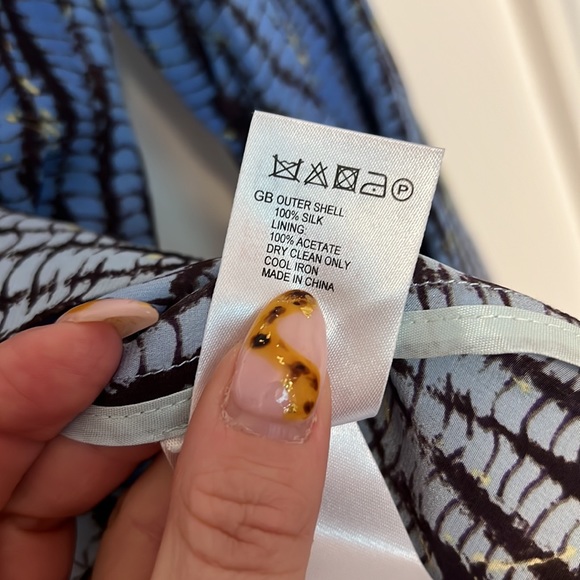 P
GB OUTER SHELL
100% SILK
LINING:
100% ACETATE
DRY CLEAN ONLY
COOL IRON
MADE IN CHINA